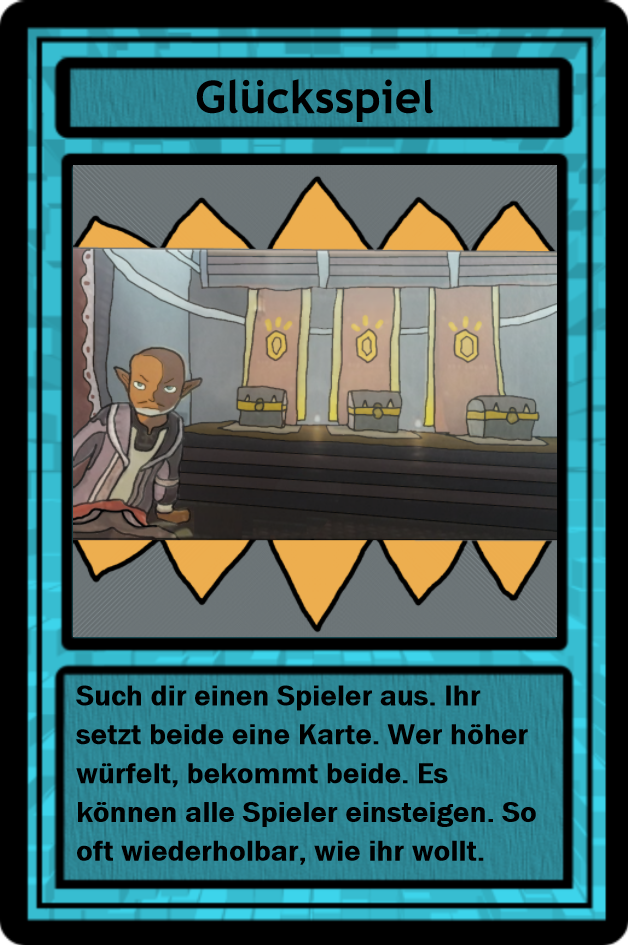 Glücksspiel
Such dir einen Spieler aus. Ihr
setzt beide eine Karte. Wer höher
würfelt, bekommt beide. Es
können alle Spieler einsteigen. So
oft wiederholbar, wie ihr wollt.